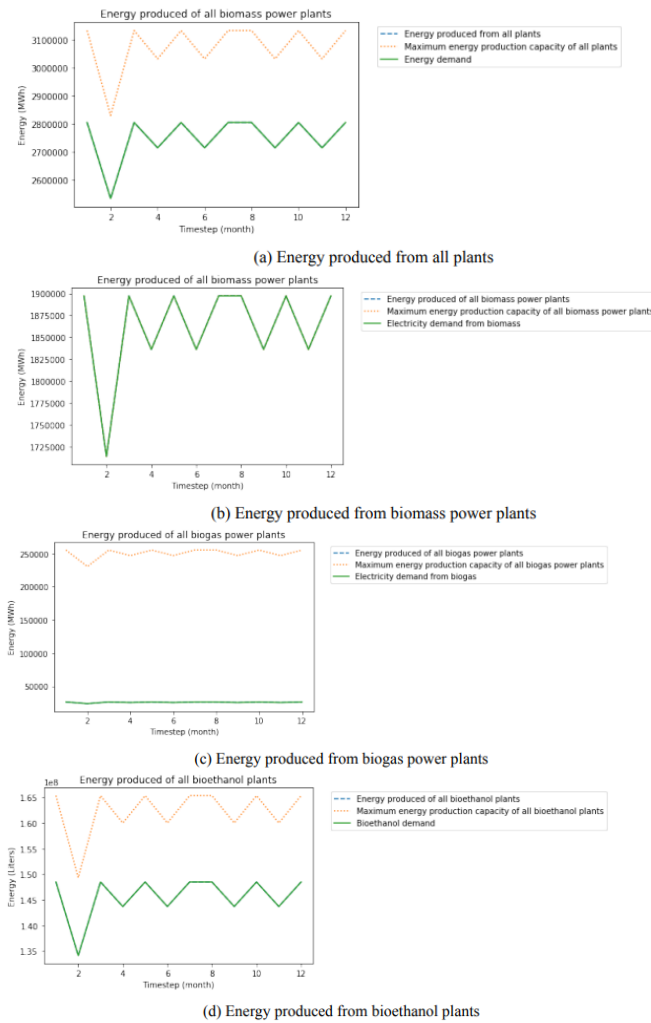 Energy produced of all biomass power plants
Energy produced from all plants
Maximum energy production capacity of all plants
Energy demand
3100000
3000000
2900000
2800000
2700000
2600000
Energy (MWh)
2 4 6 8 10 12
Timestep (month)
(a) Energy produced from all plants
Energy produced of all biomass power plants
Energy produced of all biomass power plants
Maximum energy production capacity of all biomass power plants
Electricity demand from biomass
1900000
1875000
1850000
1825000
1800000
1775000
1750000
1725000
Energy (MWh)
2 4 6 8 10 12
Timestep (month)
(b) Energy produced from biomass power plants
Energy produced of all biogas power plants
Energy produced of all biogas power plants
Maximum energy production capacity of all biogas power plants
Electricity demand from biogas
250000
200000
150000
100000
50000
Energy (MWh)
2 4 6 8 10 12
Timestep (month)
(c) Energy produced from biogas power plants
1e8
Energy produced of all bioethanol plants
Energy produced of all bioethanol plants
Maximum energy production capacity of all bioethanol plants
Bioethanol demand
1.65
1.60
1.55
1.50
1.45
1.40
1.35
Energy (Liters)
2 4 6 8 10 12
Timestep (month)
(d) Energy produced from bioethanol plants